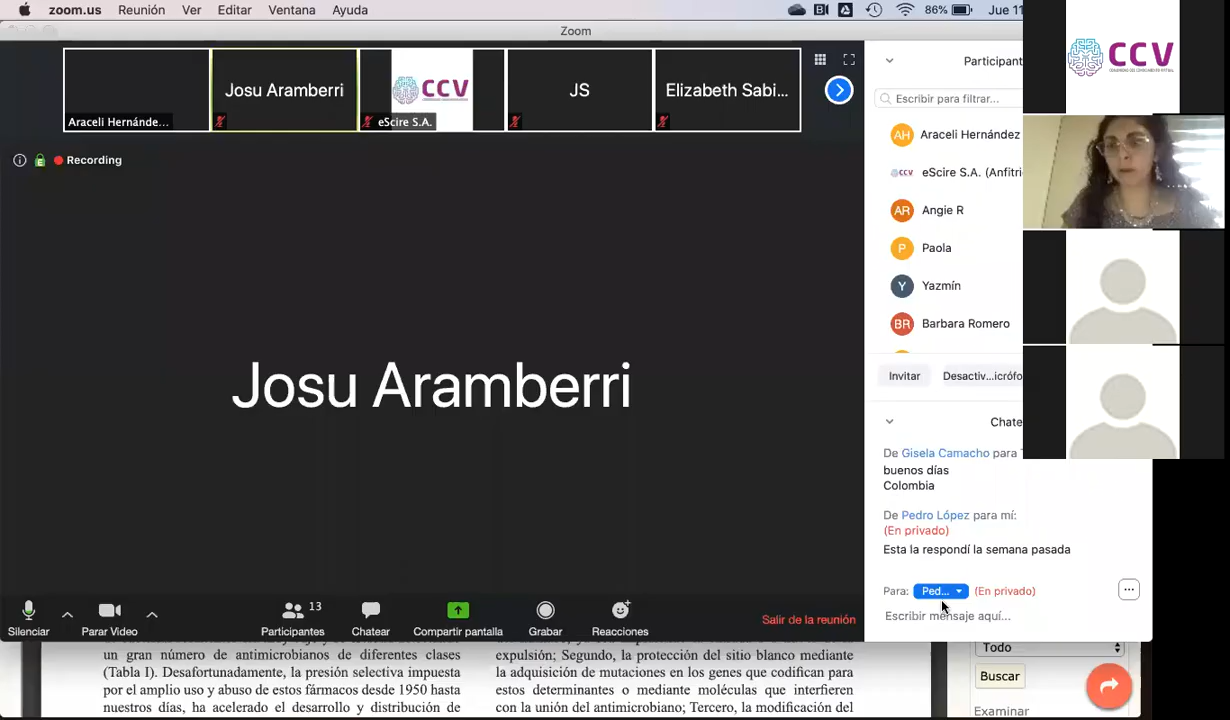 zoom.us Reunión Ver Editar Ventana Ayuda 86% Jue 11
Zoom
Araceli Hernánde...
Josu Aramberri
CCV
eScire S.A.
JS
Elizabeth Sabi...
Recording
Josu Aramberri
Participant
Escribir para filtrar...
AH Araceli Hernández
CCV eScire S.A. (Anfitri
AR Angie R
P Paola
Y Yazmín
BR Barbara Romero
Invitar Desactiv...icrófo
Chate
De Gisela Camacho para
buenos días
Colombia
De Pedro López para mí:
(En privado)
Esta la respondí la semana pasada
Para: Ped... (En privado)
Escribir mensaje aquí...
CCV
Silenciar Parar Video Participantes 13 Chatear Compartir pantalla Grabar Reacciones Salir de la reunión
un gran número de antimicrobianos de diferentes clases
(Tabla I). Desafortunadamente, la presión selectiva impuesta
por el amplio uso y abuso de estos fármacos desde 1950 hasta
nuestros días, ha acelerado el desarrollo y distribución de
expulsión; Segundo, la protección del sitio blanco mediante
la adquisición de mutaciones en los genes que codifican para
estos determinantes o mediante moléculas que interfieren
con la unión del antimicrobiano; Tercero, la modificación del
Todo
Buscar
Examinar